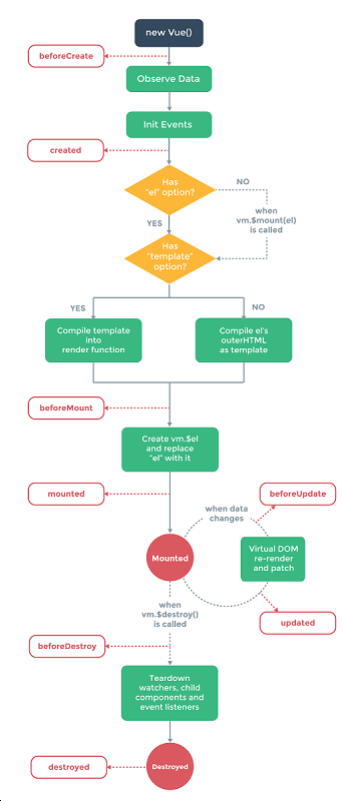 new Vue()
beforeCreate
Observe Data
Init Events
created
Has
"el" option?
NO
when
vm.$mount(el)
is called
YES
Has
"template"
option?
YES
NO
Compile template
into
render function
Compile el's
outerHTML
as template
beforeMount
Create vm.$el
and replace
"el" with it
mounted
beforeUpdate
when data
changes
Mounted
Virtual DOM
re-render
and patch
when
vm.$destroy()
is called
updated
beforeDestroy
Teardown
watchers, child
components and
event listeners
destroyed
Destroyed